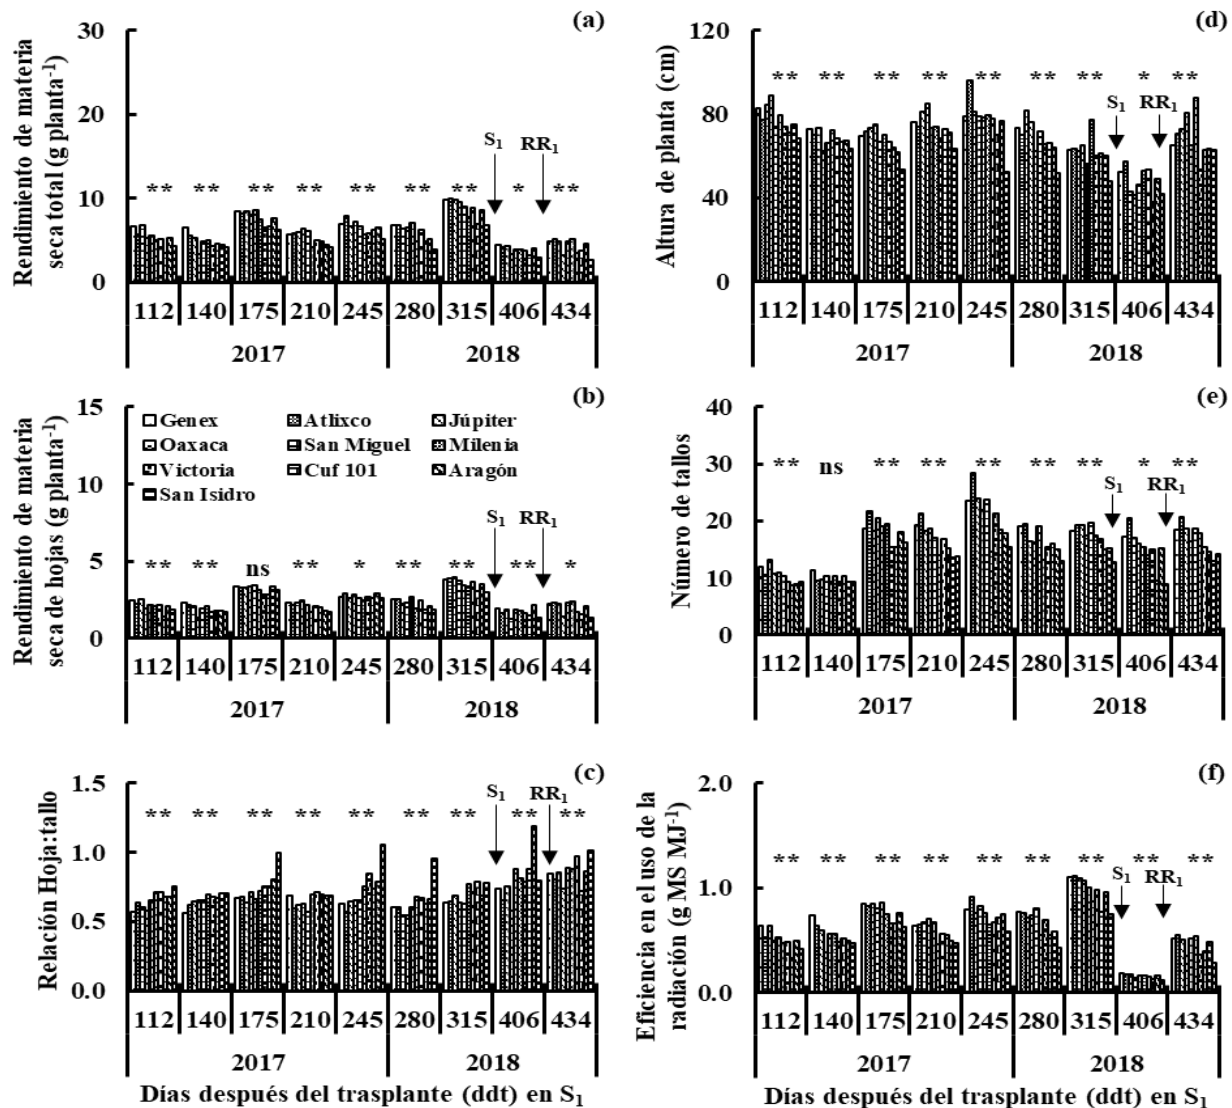 (a)
Rendimiento de materia
seca total (g planta⁻¹)
30
20
10
0
** ** ** ** ** ** ** * **
S₁ RR₁
112 140 175 210 245 280 315 406 434
2017 2018
(b)
Rendimiento de materia
seca de hojas (g planta⁻¹)
15
10
5
0
Genex Atlixco Júpiter
Oaxaca San Miguel Milenia
Victoria Cuf 101 Aragón
San Isidro
** ** ns ** * ** ** ** *
S₁ RR₁
112 140 175 210 245 280 315 406 434
2017 2018
(c)
Relación Hoja:tallo
1.5
1.0
0.5
0.0
** ** ** ** ** ** ** ** **
S₁ RR₁
112 140 175 210 245 280 315 406 434
2017 2018
Días después del trasplante (ddt) en S₁
(d)
Altura de planta (cm)
120
80
40
0
** ** ** ** ** ** ** * **
S₁ RR₁
112 140 175 210 245 280 315 406 434
2017 2018
(e)
Número de tallos
40
30
20
10
0
** ns ** ** ** ** ** * **
S₁ RR₁
112 140 175 210 245 280 315 406 434
2017 2018
(f)
Eficiencia en el uso de la
radiación (g MS MJ⁻¹)
2.0
1.0
0.0
** ** ** ** ** ** ** ** **
S₁ RR₁
112 140 175 210 245 280 315 406 434
2017 2018
Días después del trasplante (ddt) en S₁